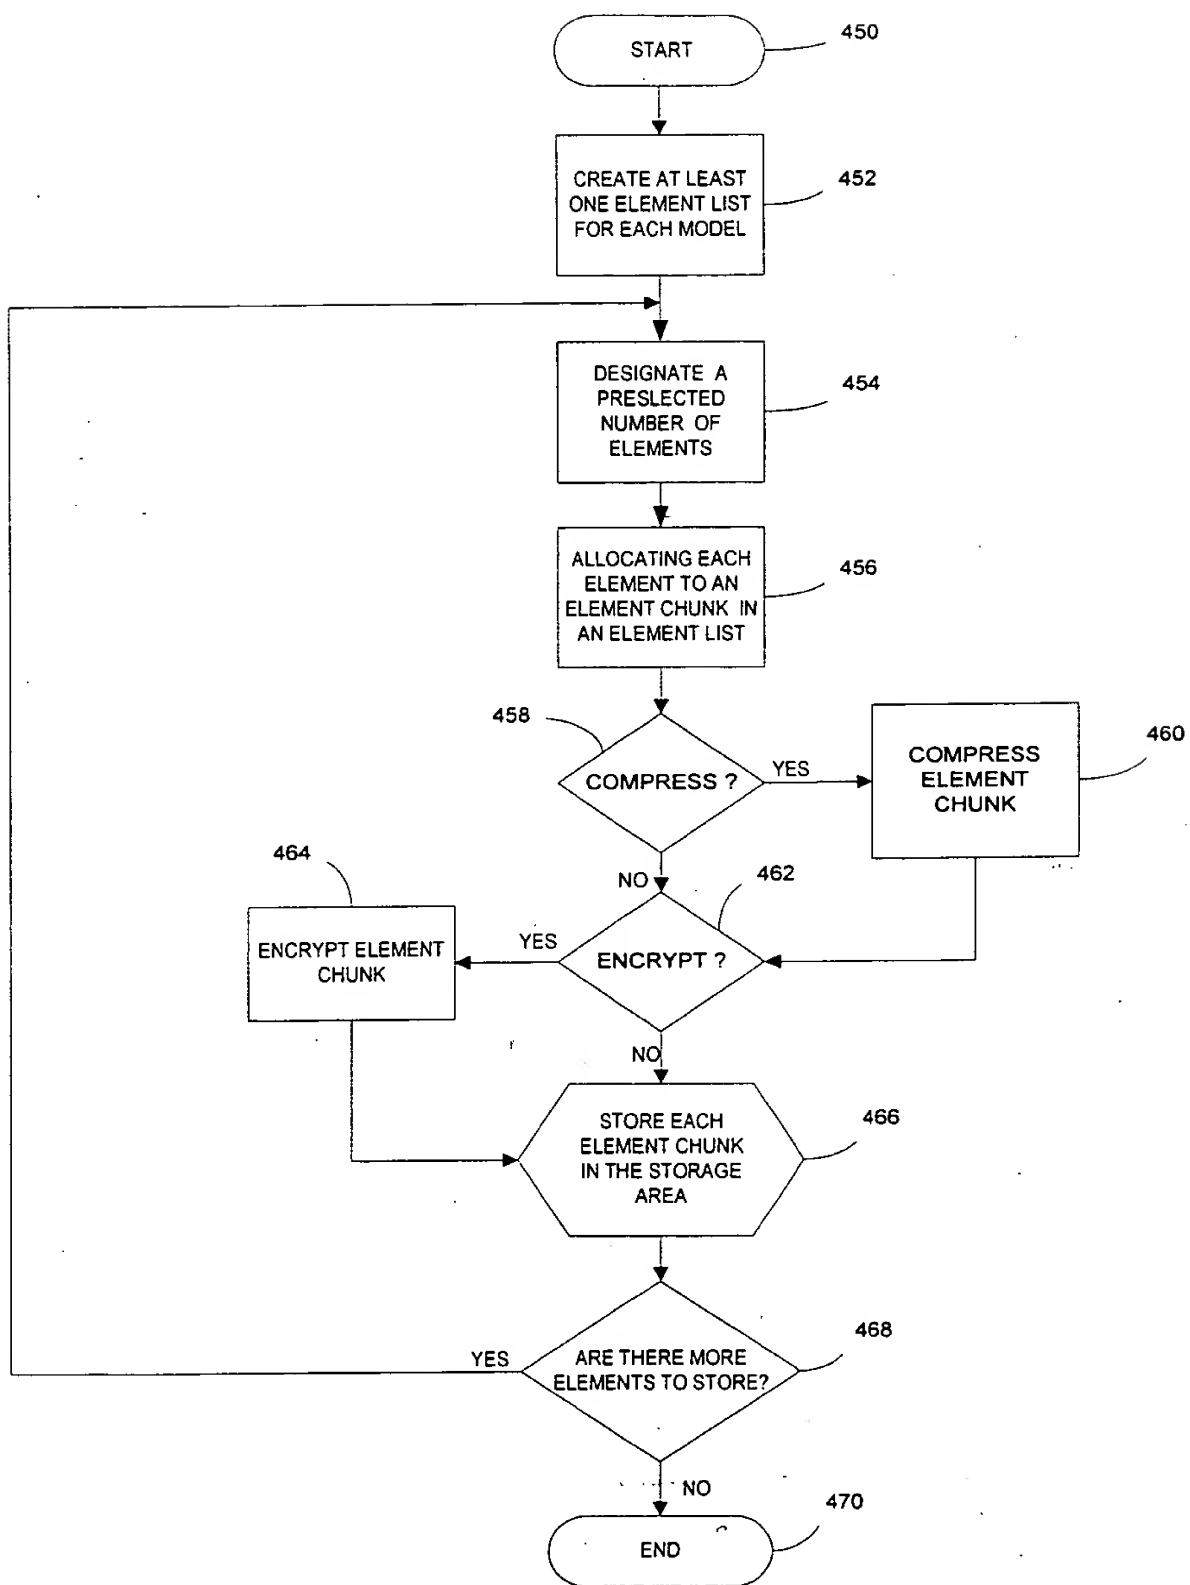 START
450
CREATE AT LEAST
ONE ELEMENT LIST
FOR EACH MODEL
452
DESIGNATE A
PRESLECTED
NUMBER OF
ELEMENTS
454
ALLOCATING EACH
ELEMENT TO AN
ELEMENT CHUNK IN
AN ELEMENT LIST
456
458
COMPRESS ?
YES
COMPRESS
ELEMENT
CHUNK
460
NO
464
462
ENCRYPT ELEMENT
CHUNK
YES
ENCRYPT ?
NO
STORE EACH
ELEMENT CHUNK
IN THE STORAGE
AREA
466
YES
ARE THERE MORE
ELEMENTS TO STORE?
468
NO
END
470